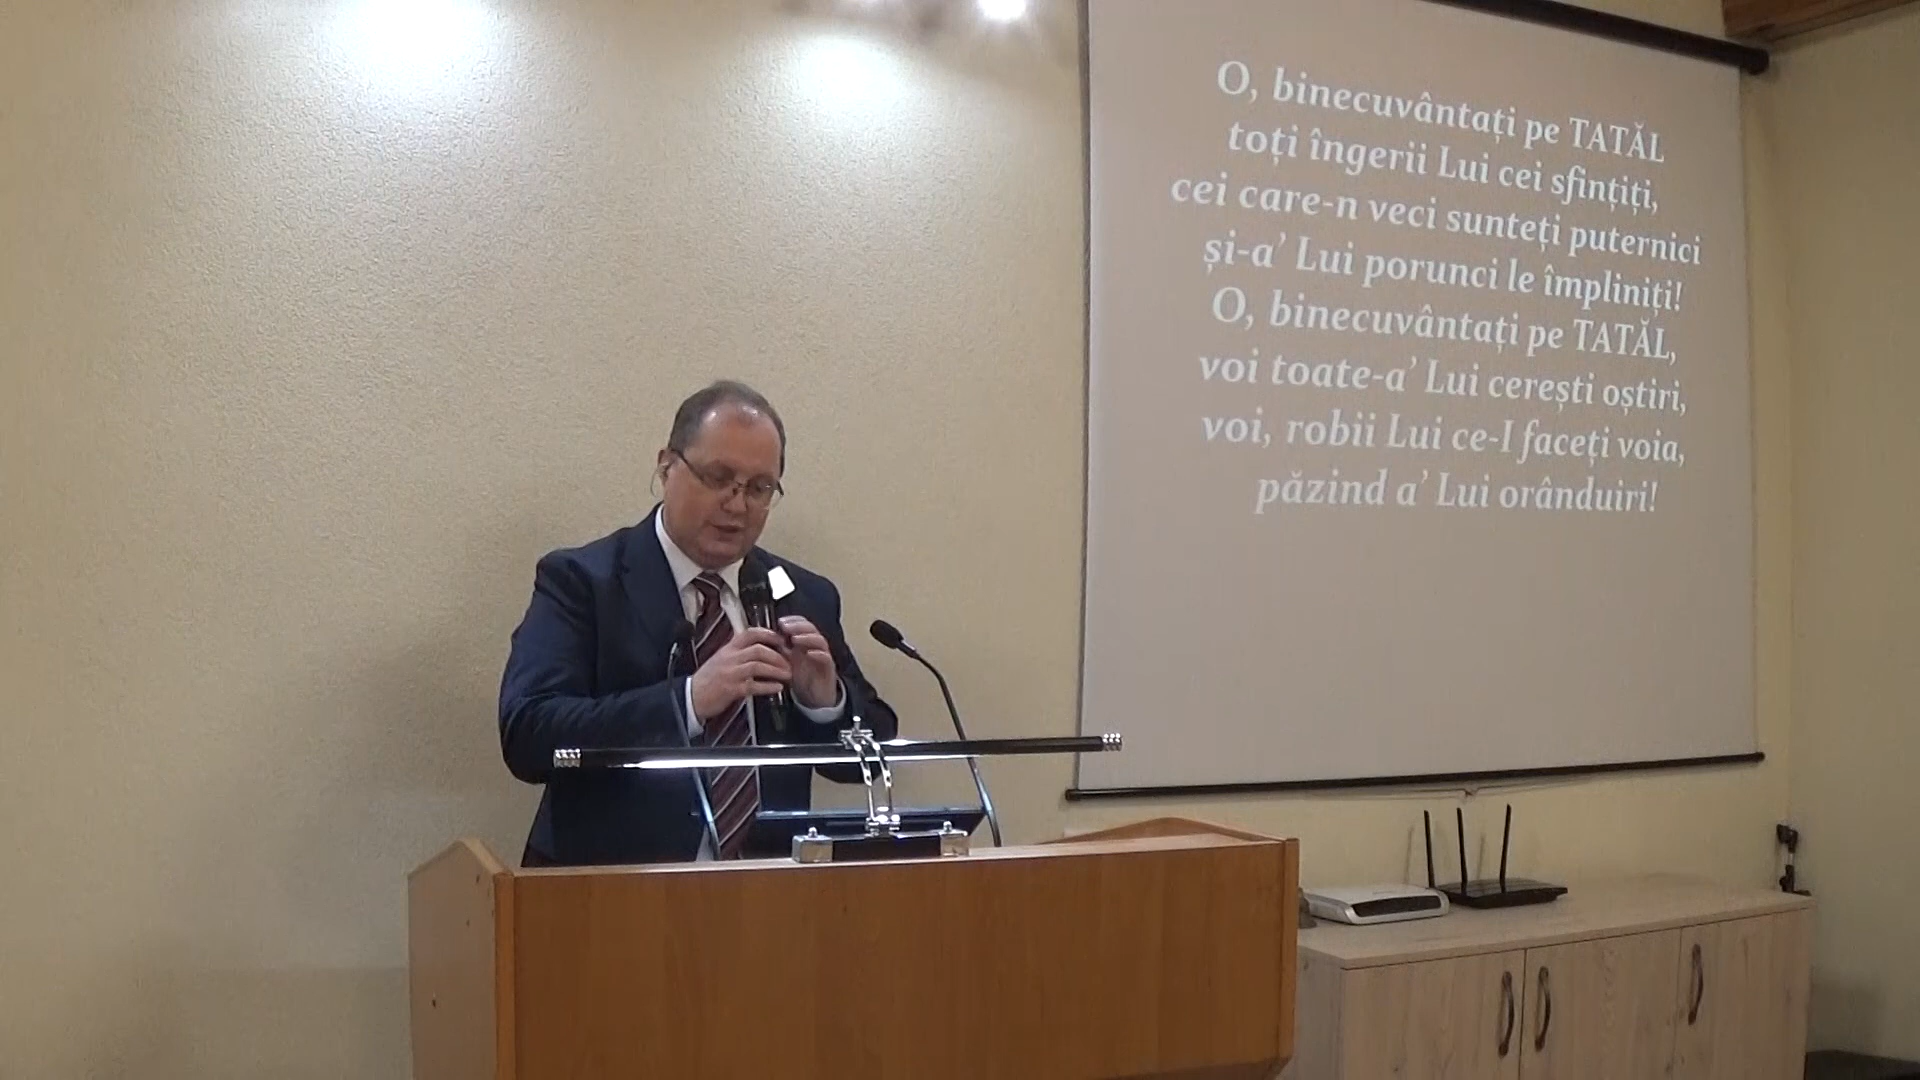 O, binecuvântați pe TATĂL
toți îngerii Lui cei sfințiți,
cei care-n veci sunteți puternici
și-a’ Lui porunci le împliniți!
O, binecuvântați pe TATĂL,
voi toate-a’ Lui cerești oștiri,
voi, robii Lui ce-I faceți voia,
păzind a’ Lui orânduiri!